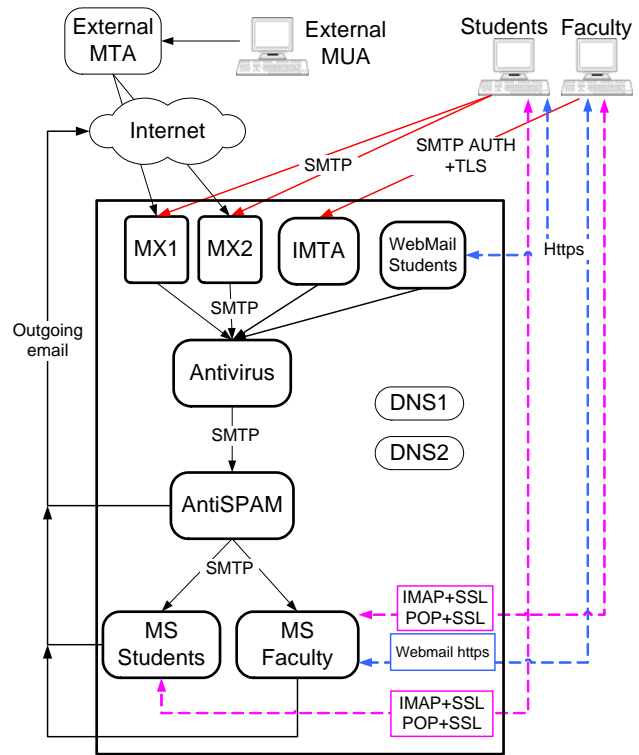 External
MTA
External
MUA
Students
Faculty
Internet
SMTP
SMTP AUTH
+TLS
MX1
MX2
IMTA
WebMail
Students
Https
SMTP
Outgoing
email
Antivirus
DNS1
SMTP
DNS2
AntiSPAM
SMTP
IMAP+SSL
POP+SSL
MS
Students
MS
Faculty
Webmail https
IMAP+SSL
POP+SSL